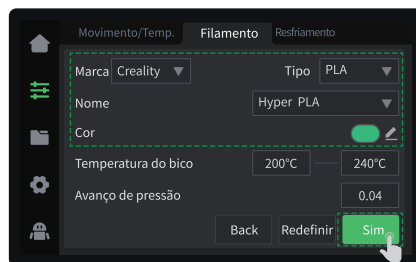 Movimento/Temp. Filamento Resfriamento
Marca Creality Tipo PLA
Nome Hyper PLA
Cor
Temperatura do bico 200°C 240°C
Avanço de pressão 0.04
Back Redefinir Sim